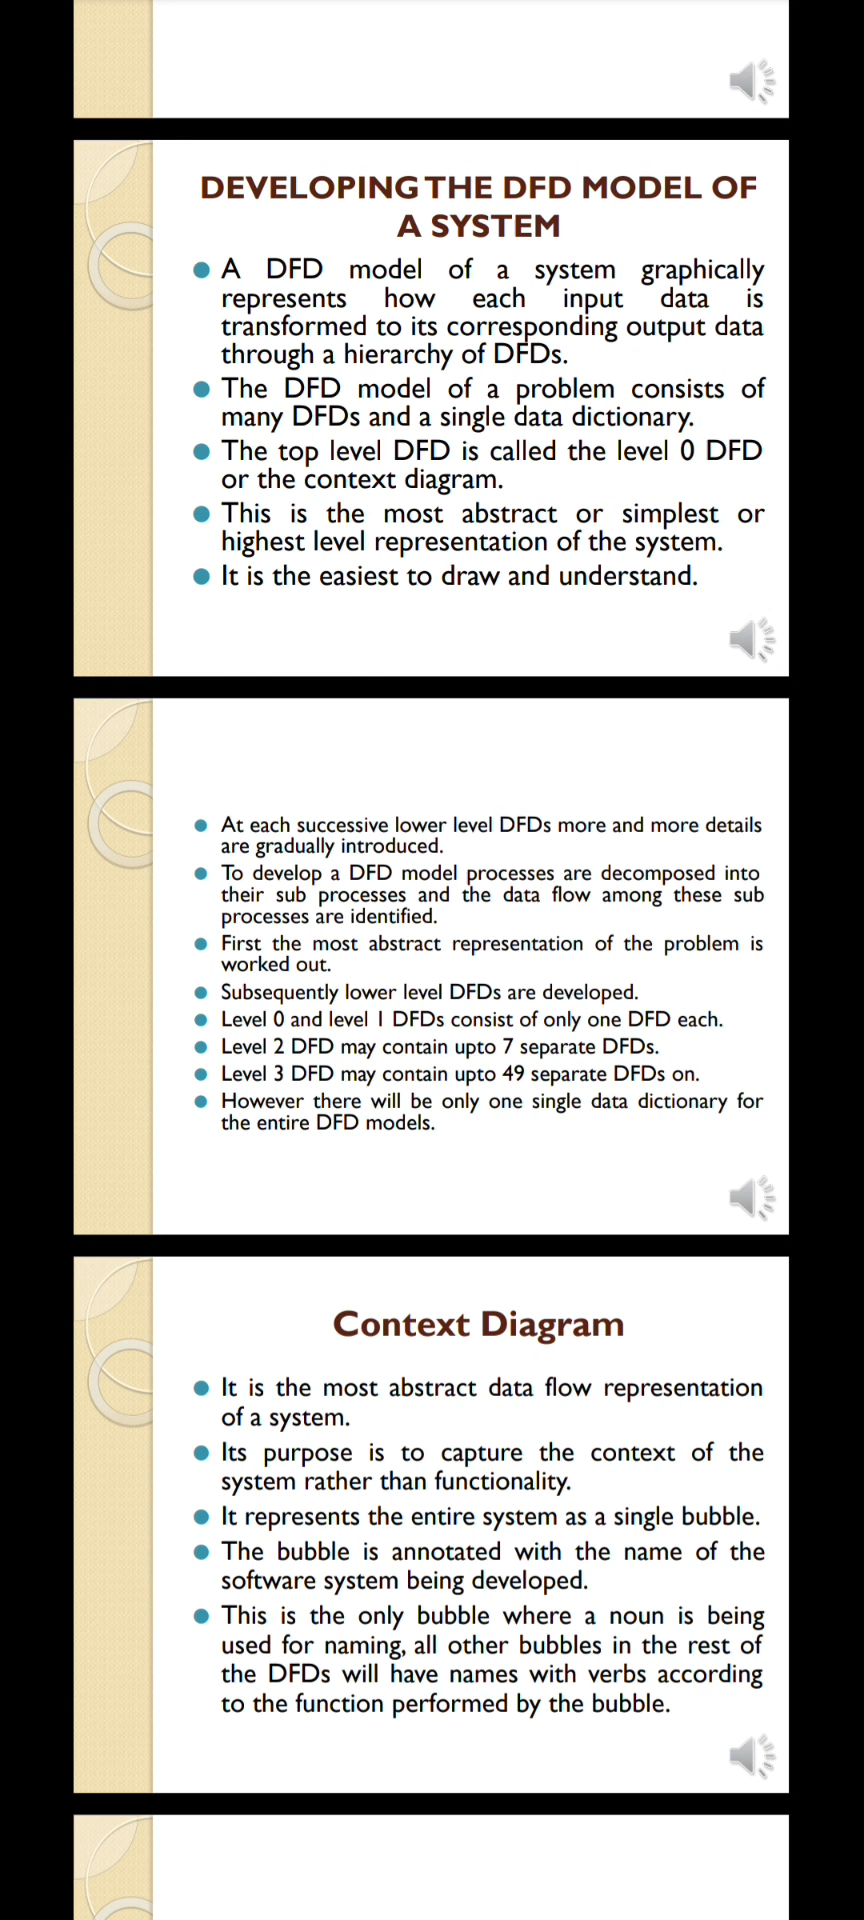 DEVELOPING THE DFD MODEL OF
A SYSTEM
A DFD model of a system graphically
represents how each input data is
transformed to its corresponding output data
through a hierarchy of DFDs.
The DFD model of a problem consists of
many DFDs and a single data dictionary.
The top level DFD is called the level 0 DFD
or the context diagram.
This is the most abstract or simplest or
highest level representation of the system.
It is the easiest to draw and understand.
At each successive lower level DFDs more and more details
are gradually introduced.
To develop a DFD model processes are decomposed into
their sub processes and the data flow among these sub
processes are identified.
First the most abstract representation of the problem is
worked out.
Subsequently lower level DFDs are developed.
Level 0 and level 1 DFDs consist of only one DFD each.
Level 2 DFD may contain upto 7 separate DFDs.
Level 3 DFD may contain upto 49 separate DFDs on.
However there will be only one single data dictionary for
the entire DFD models.
Context Diagram
It is the most abstract data flow representation
of a system.
Its purpose is to capture the context of the
system rather than functionality.
It represents the entire system as a single bubble.
The bubble is annotated with the name of the
software system being developed.
This is the only bubble where a noun is being
used for naming, all other bubbles in the rest of
the DFDs will have names with verbs according
to the function performed by the bubble.